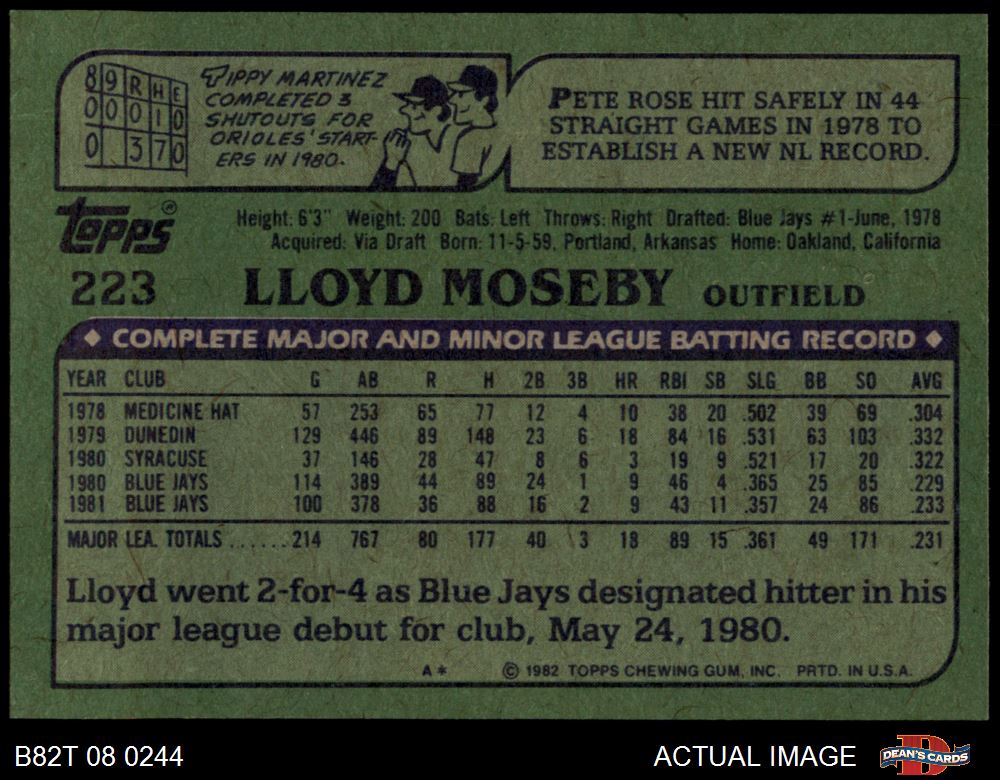 8 9 R H E
0 0 0 1 0
0 3 7 0
TIPPY MARTINEZ
COMPLETED 3
SHUTOUTS FOR
ORIOLES' START-
ERS IN 1980.
PETE ROSE HIT SAFELY IN 44
STRAIGHT GAMES IN 1978 TO
ESTABLISH A NEW NL RECORD.
topps®
Height: 6'3" Weight: 200 Bats: Left Throws: Right Drafted: Blue Jays #1-June, 1978
Acquired: Via Draft Born: 11-5-59, Portland, Arkansas Home: Oakland, California
223 LLOYD MOSEBY OUTFIELD
◆ COMPLETE MAJOR AND MINOR LEAGUE BATTING RECORD ◆
YEAR CLUB G AB R H 2B 3B HR RBI SB SLG BB SO AVG
1978 MEDICINE HAT 57 253 65 77 12 4 10 38 20 .502 39 69 .304
1979 DUNEDIN 129 446 89 148 23 6 18 84 16 .531 63 103 .332
1980 SYRACUSE 37 146 28 47 8 6 3 19 9 .521 17 20 .322
1980 BLUE JAYS 114 389 44 89 24 1 9 46 4 .365 25 85 .229
1981 BLUE JAYS 100 378 36 88 16 2 9 43 11 .357 24 86 .233
MAJOR LEA. TOTALS .......214 767 80 177 40 3 18 89 15 .361 49 171 .231
Lloyd went 2-for-4 as Blue Jays designated hitter in his
major league debut for club, May 24, 1980.
A* © 1982 TOPPS CHEWING GUM, INC. PRTD. IN U.S.A.
B82T 08 0244
ACTUAL IMAGE
D
DEAN'S CARDS